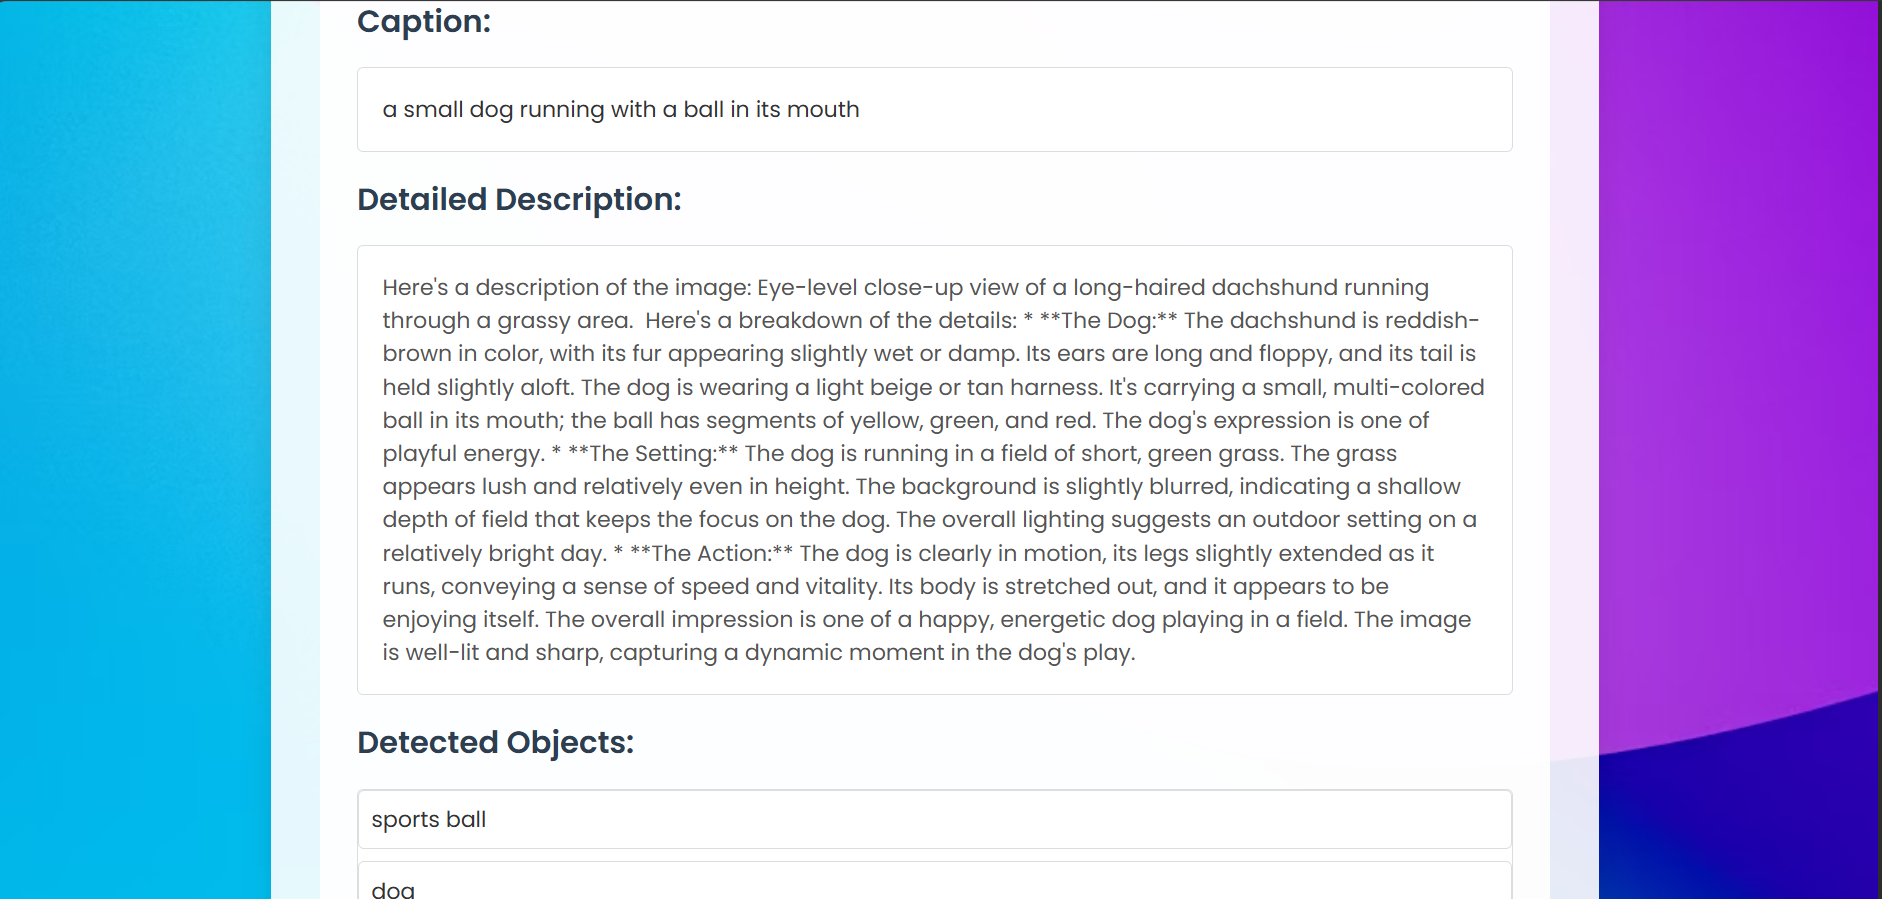 Caption:
a small dog running with a ball in its mouth
Detailed Description:
Here's a description of the image: Eye-level close-up view of a long-haired dachshund running
through a grassy area.  Here's a breakdown of the details: * **The Dog:** The dachshund is reddish-
brown in color, with its fur appearing slightly wet or damp. Its ears are long and floppy, and its tail is
held slightly aloft. The dog is wearing a light beige or tan harness. It's carrying a small, multi-colored
ball in its mouth; the ball has segments of yellow, green, and red. The dog's expression is one of
playful energy. * **The Setting:** The dog is running in a field of short, green grass. The grass
appears lush and relatively even in height. The background is slightly blurred, indicating a shallow
depth of field that keeps the focus on the dog. The overall lighting suggests an outdoor setting on a
relatively bright day. * **The Action:** The dog is clearly in motion, its legs slightly extended as it
runs, conveying a sense of speed and vitality. Its body is stretched out, and it appears to be
enjoying itself. The overall impression is one of a happy, energetic dog playing in a field. The image
is well-lit and sharp, capturing a dynamic moment in the dog's play.
Detected Objects:
sports ball
dog